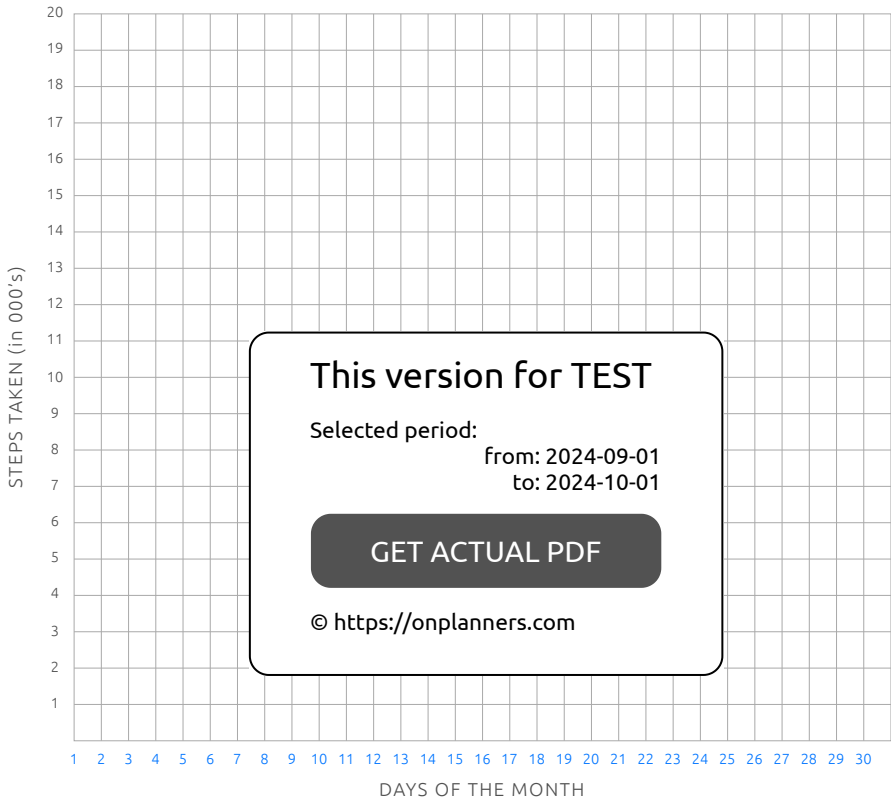 20
19
18
17
16
15
14
13
12
11
10
9
8
7
6
5
4
3
2
1
STEPS TAKEN (in 000's)
This version for TEST
Selected period:
from: 2024-09-01
to: 2024-10-01
GET ACTUAL PDF
© https://onplanners.com
1 2 3 4 5 6 7 8 9 10 11 12 13 14 15 16 17 18 19 20 21 22 23 24 25 26 27 28 29 30
DAYS OF THE MONTH